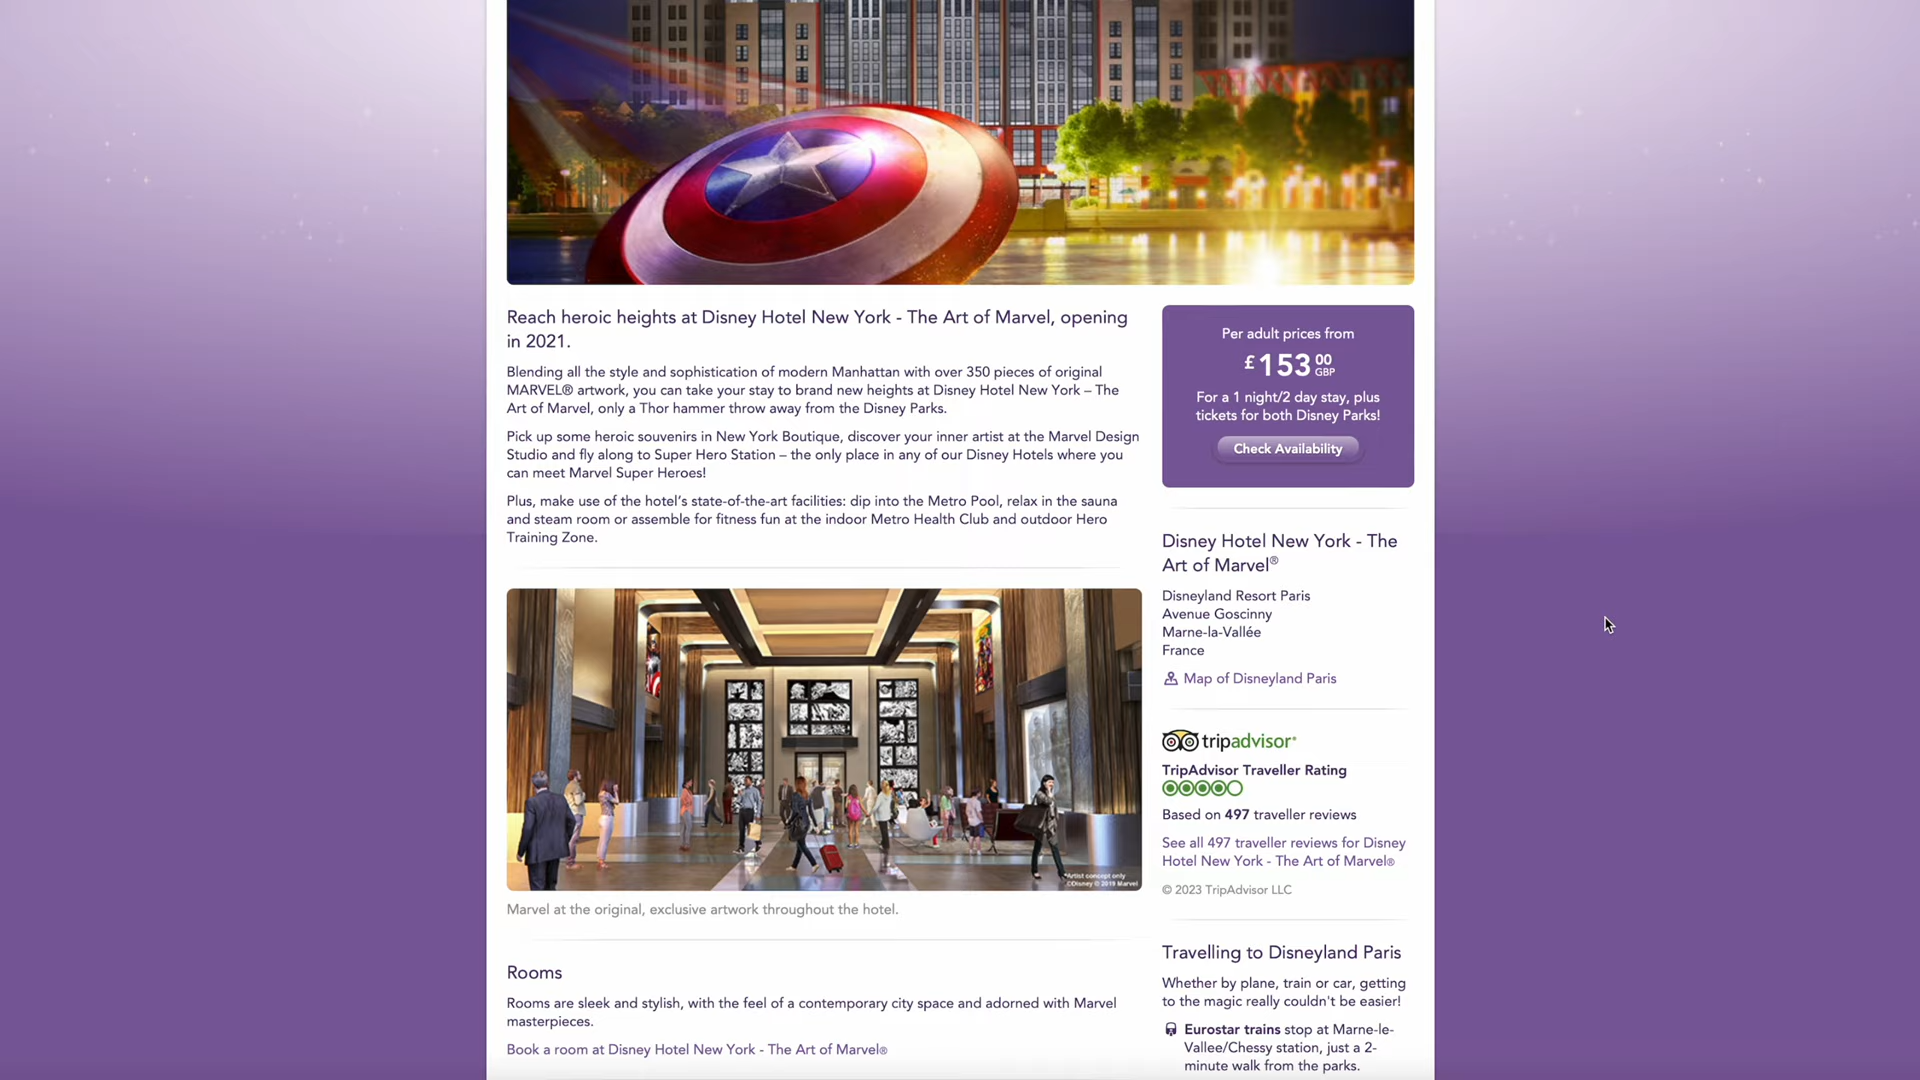 Reach heroic heights at Disney Hotel New York - The Art of Marvel, opening
in 2021.
Blending all the style and sophistication of modern Manhattan with over 350 pieces of original
MARVEL® artwork, you can take your stay to brand new heights at Disney Hotel New York – The
Art of Marvel, only a Thor hammer throw away from the Disney Parks.
Pick up some heroic souvenirs in New York Boutique, discover your inner artist at the Marvel Design
Studio and fly along to Super Hero Station – the only place in any of our Disney Hotels where you
can meet Marvel Super Heroes!
Plus, make use of the hotel's state-of-the-art facilities: dip into the Metro Pool, relax in the sauna
and steam room or assemble for fitness fun at the indoor Metro Health Club and outdoor Hero
Training Zone.
*Artist concept only
©Disney © 2019 Marvel
Marvel at the original, exclusive artwork throughout the hotel.
Rooms
Rooms are sleek and stylish, with the feel of a contemporary city space and adorned with Marvel
masterpieces.
Book a room at Disney Hotel New York - The Art of Marvel®
Per adult prices from
£153.00 GBP
For a 1 night/2 day stay, plus
tickets for both Disney Parks!
Check Availability
Disney Hotel New York - The
Art of Marvel®
Disneyland Resort Paris
Avenue Goscinny
Marne-la-Vallée
France
Map of Disneyland Paris
tripadvisor®
TripAdvisor Traveller Rating
Based on 497 traveller reviews
See all 497 traveller reviews for Disney
Hotel New York - The Art of Marvel®
© 2023 TripAdvisor LLC
Travelling to Disneyland Paris
Whether by plane, train or car, getting
to the magic really couldn't be easier!
Eurostar trains stop at Marne-le-
Vallee/Chessy station, just a 2-
minute walk from the parks.